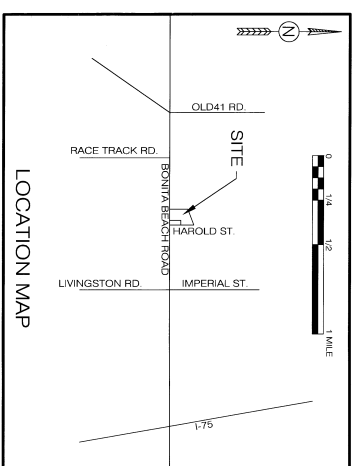 N
OLD41 RD.
RACE TRACK RD.
SITE
BONITA BEACH ROAD
HAROLD ST.
LIVINGSTON RD.
IMPERIAL ST.
I-75
0
1/4
1/2
1 MILE
LOCATION MAP